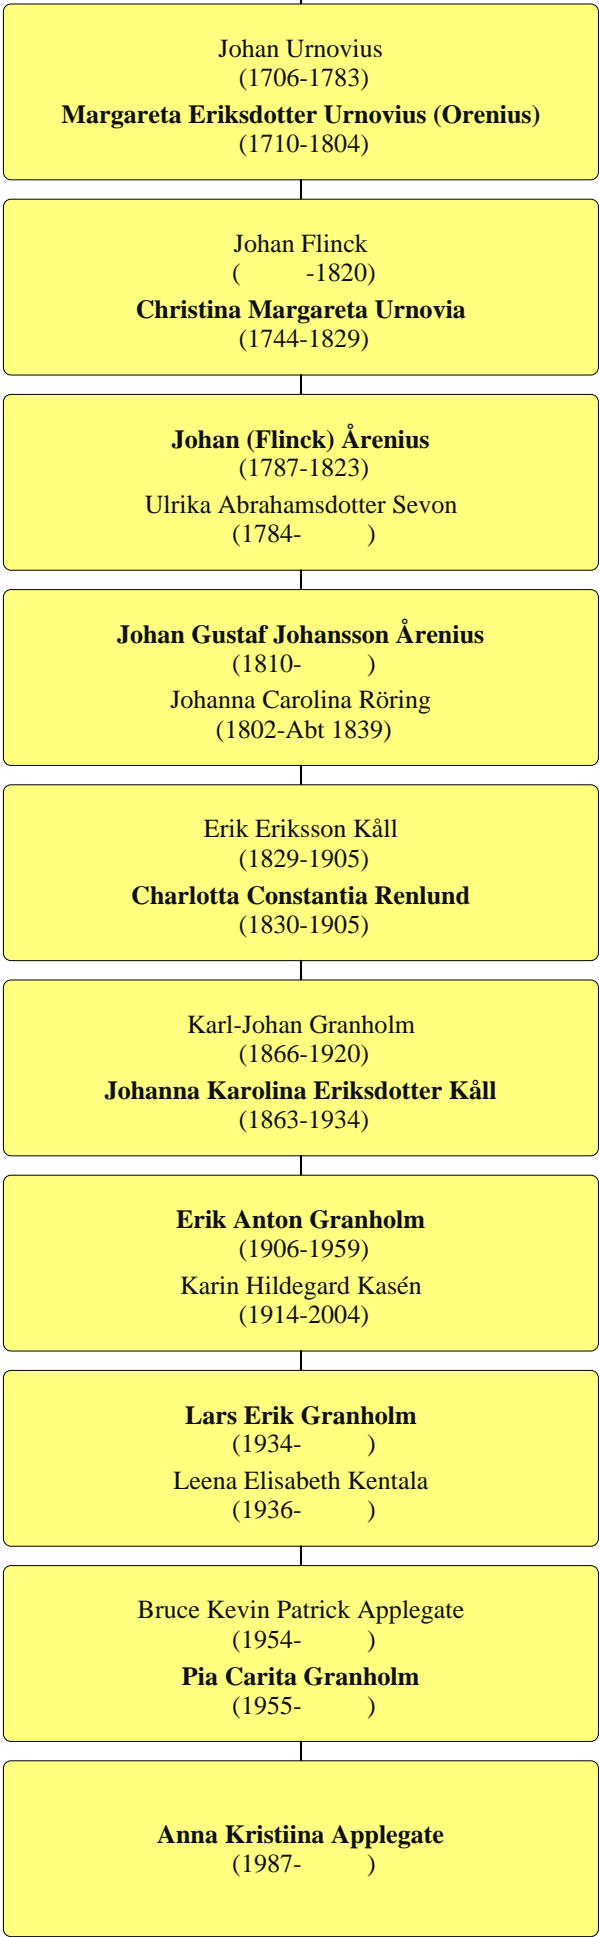 Johan Urnovius
(1706-1783)
Margareta Eriksdotter Urnovius (Orenius)
(1710-1804)
Johan Flinck
( -1820)
Christina Margareta Urnovia
(1744-1829)
Johan (Flinck) Årenius
(1787-1823)
Ulrika Abrahamsdotter Sevon
(1784- )
Johan Gustaf Johansson Årenius
(1810- )
Johanna Carolina Röring
(1802-Abt 1839)
Erik Eriksson Kåll
(1829-1905)
Charlotta Constantia Renlund
(1830-1905)
Karl-Johan Granholm
(1866-1920)
Johanna Karolina Eriksdotter Kåll
(1863-1934)
Erik Anton Granholm
(1906-1959)
Karin Hildegard Kasén
(1914-2004)
Lars Erik Granholm
(1934- )
Leena Elisabeth Kentala
(1936- )
Bruce Kevin Patrick Applegate
(1954- )
Pia Carita Granholm
(1955- )
Anna Kristiina Applegate
(1987- )